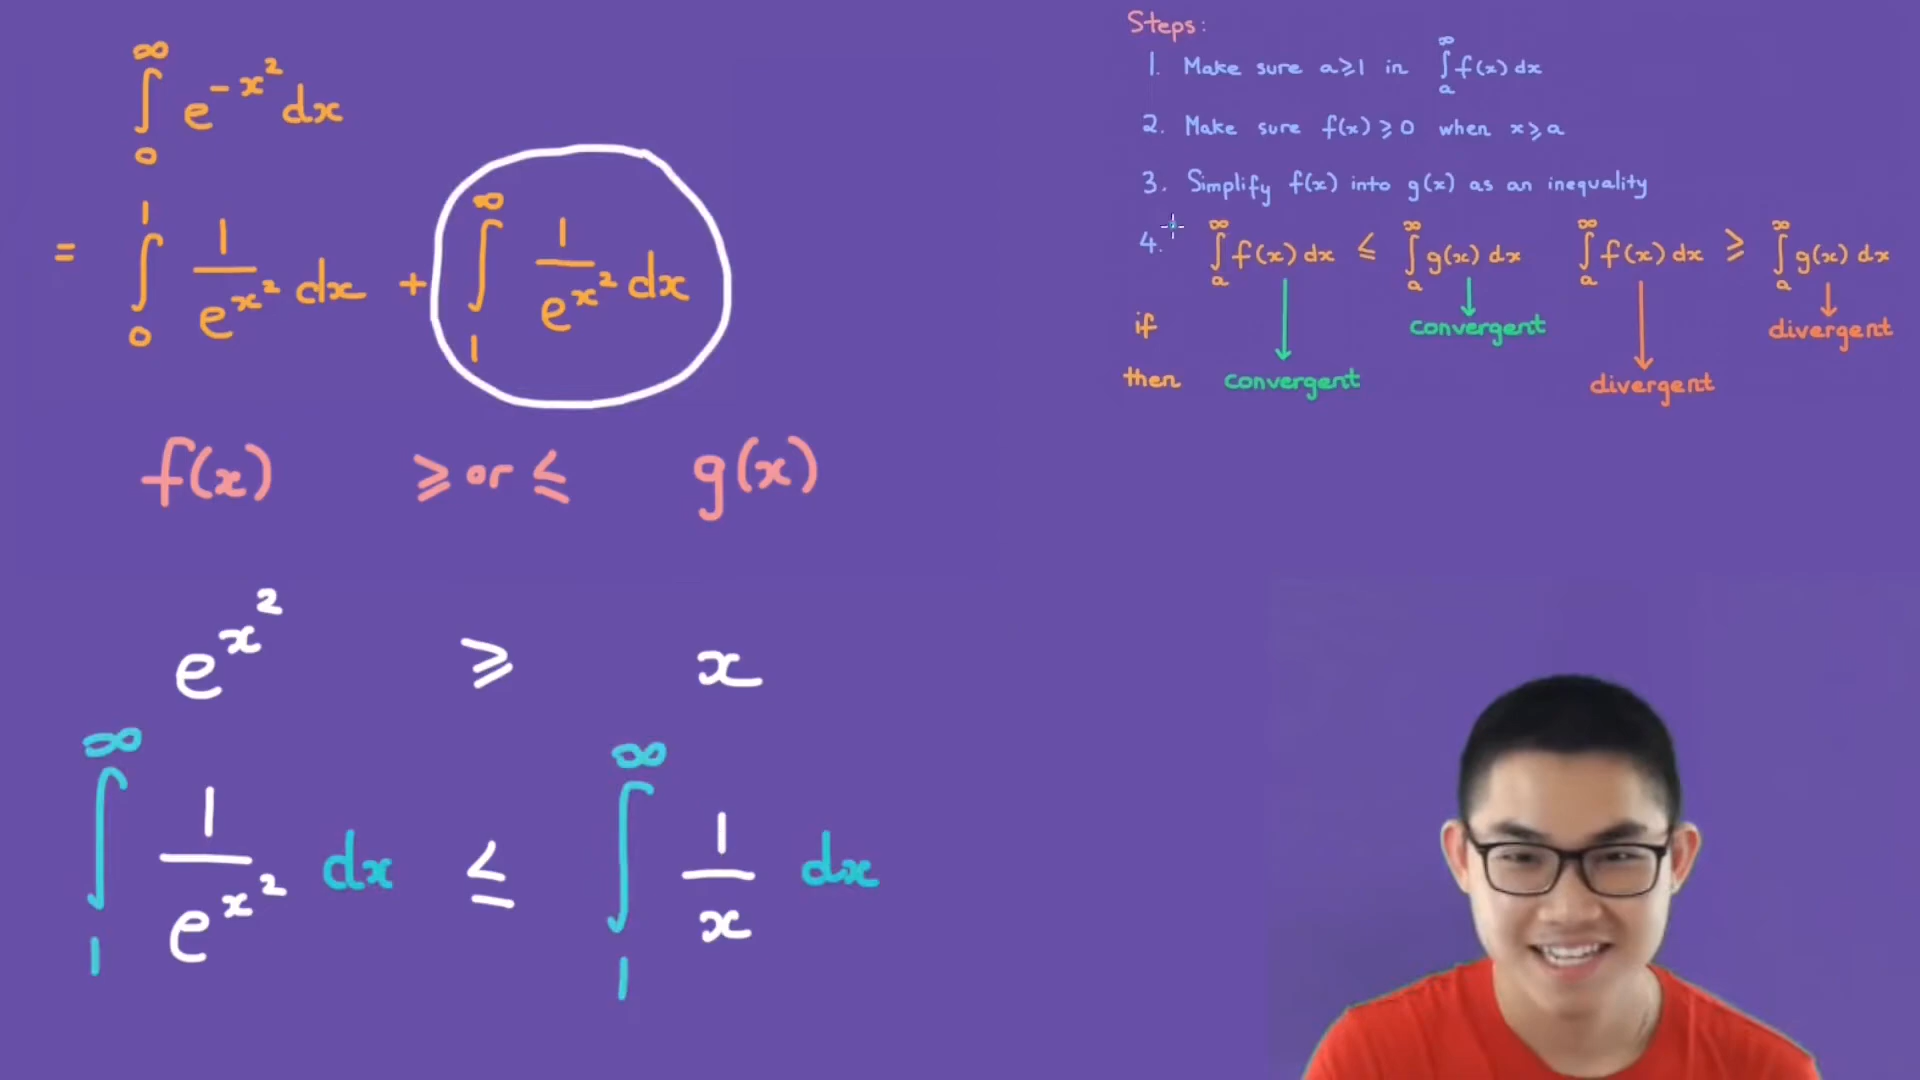 ∫₀^∞ e^(-x²) dx
= ∫₀¹ 1/e^(x²) dx + ∫₁^∞ 1/e^(x²) dx
f(x) ≥ or ≤ g(x)
e^(x²) ≥ x
∫₁^∞ 1/e^(x²) dx ≤ ∫₁^∞ 1/x dx
Steps:
1. Make sure a≥1 in ∫ₐ^∞ f(x) dx
2. Make sure f(x) ≥ 0 when x≥a
3. Simplify f(x) into g(x) as an inequality
4. ∫ₐ^∞ f(x) dx ≤ ∫ₐ^∞ g(x) dx ∫ₐ^∞ f(x) dx ≥ ∫ₐ^∞ g(x) dx
if convergent divergent
then convergent divergent